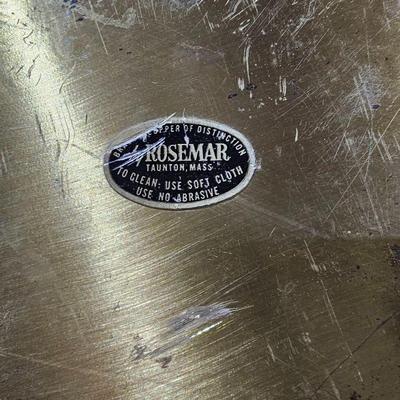 OF DISTINCTION
ROSEMAR
TAUNTON, MASS
TO CLEAN: USE SOFT CLOTH
USE NO ABRASIVE